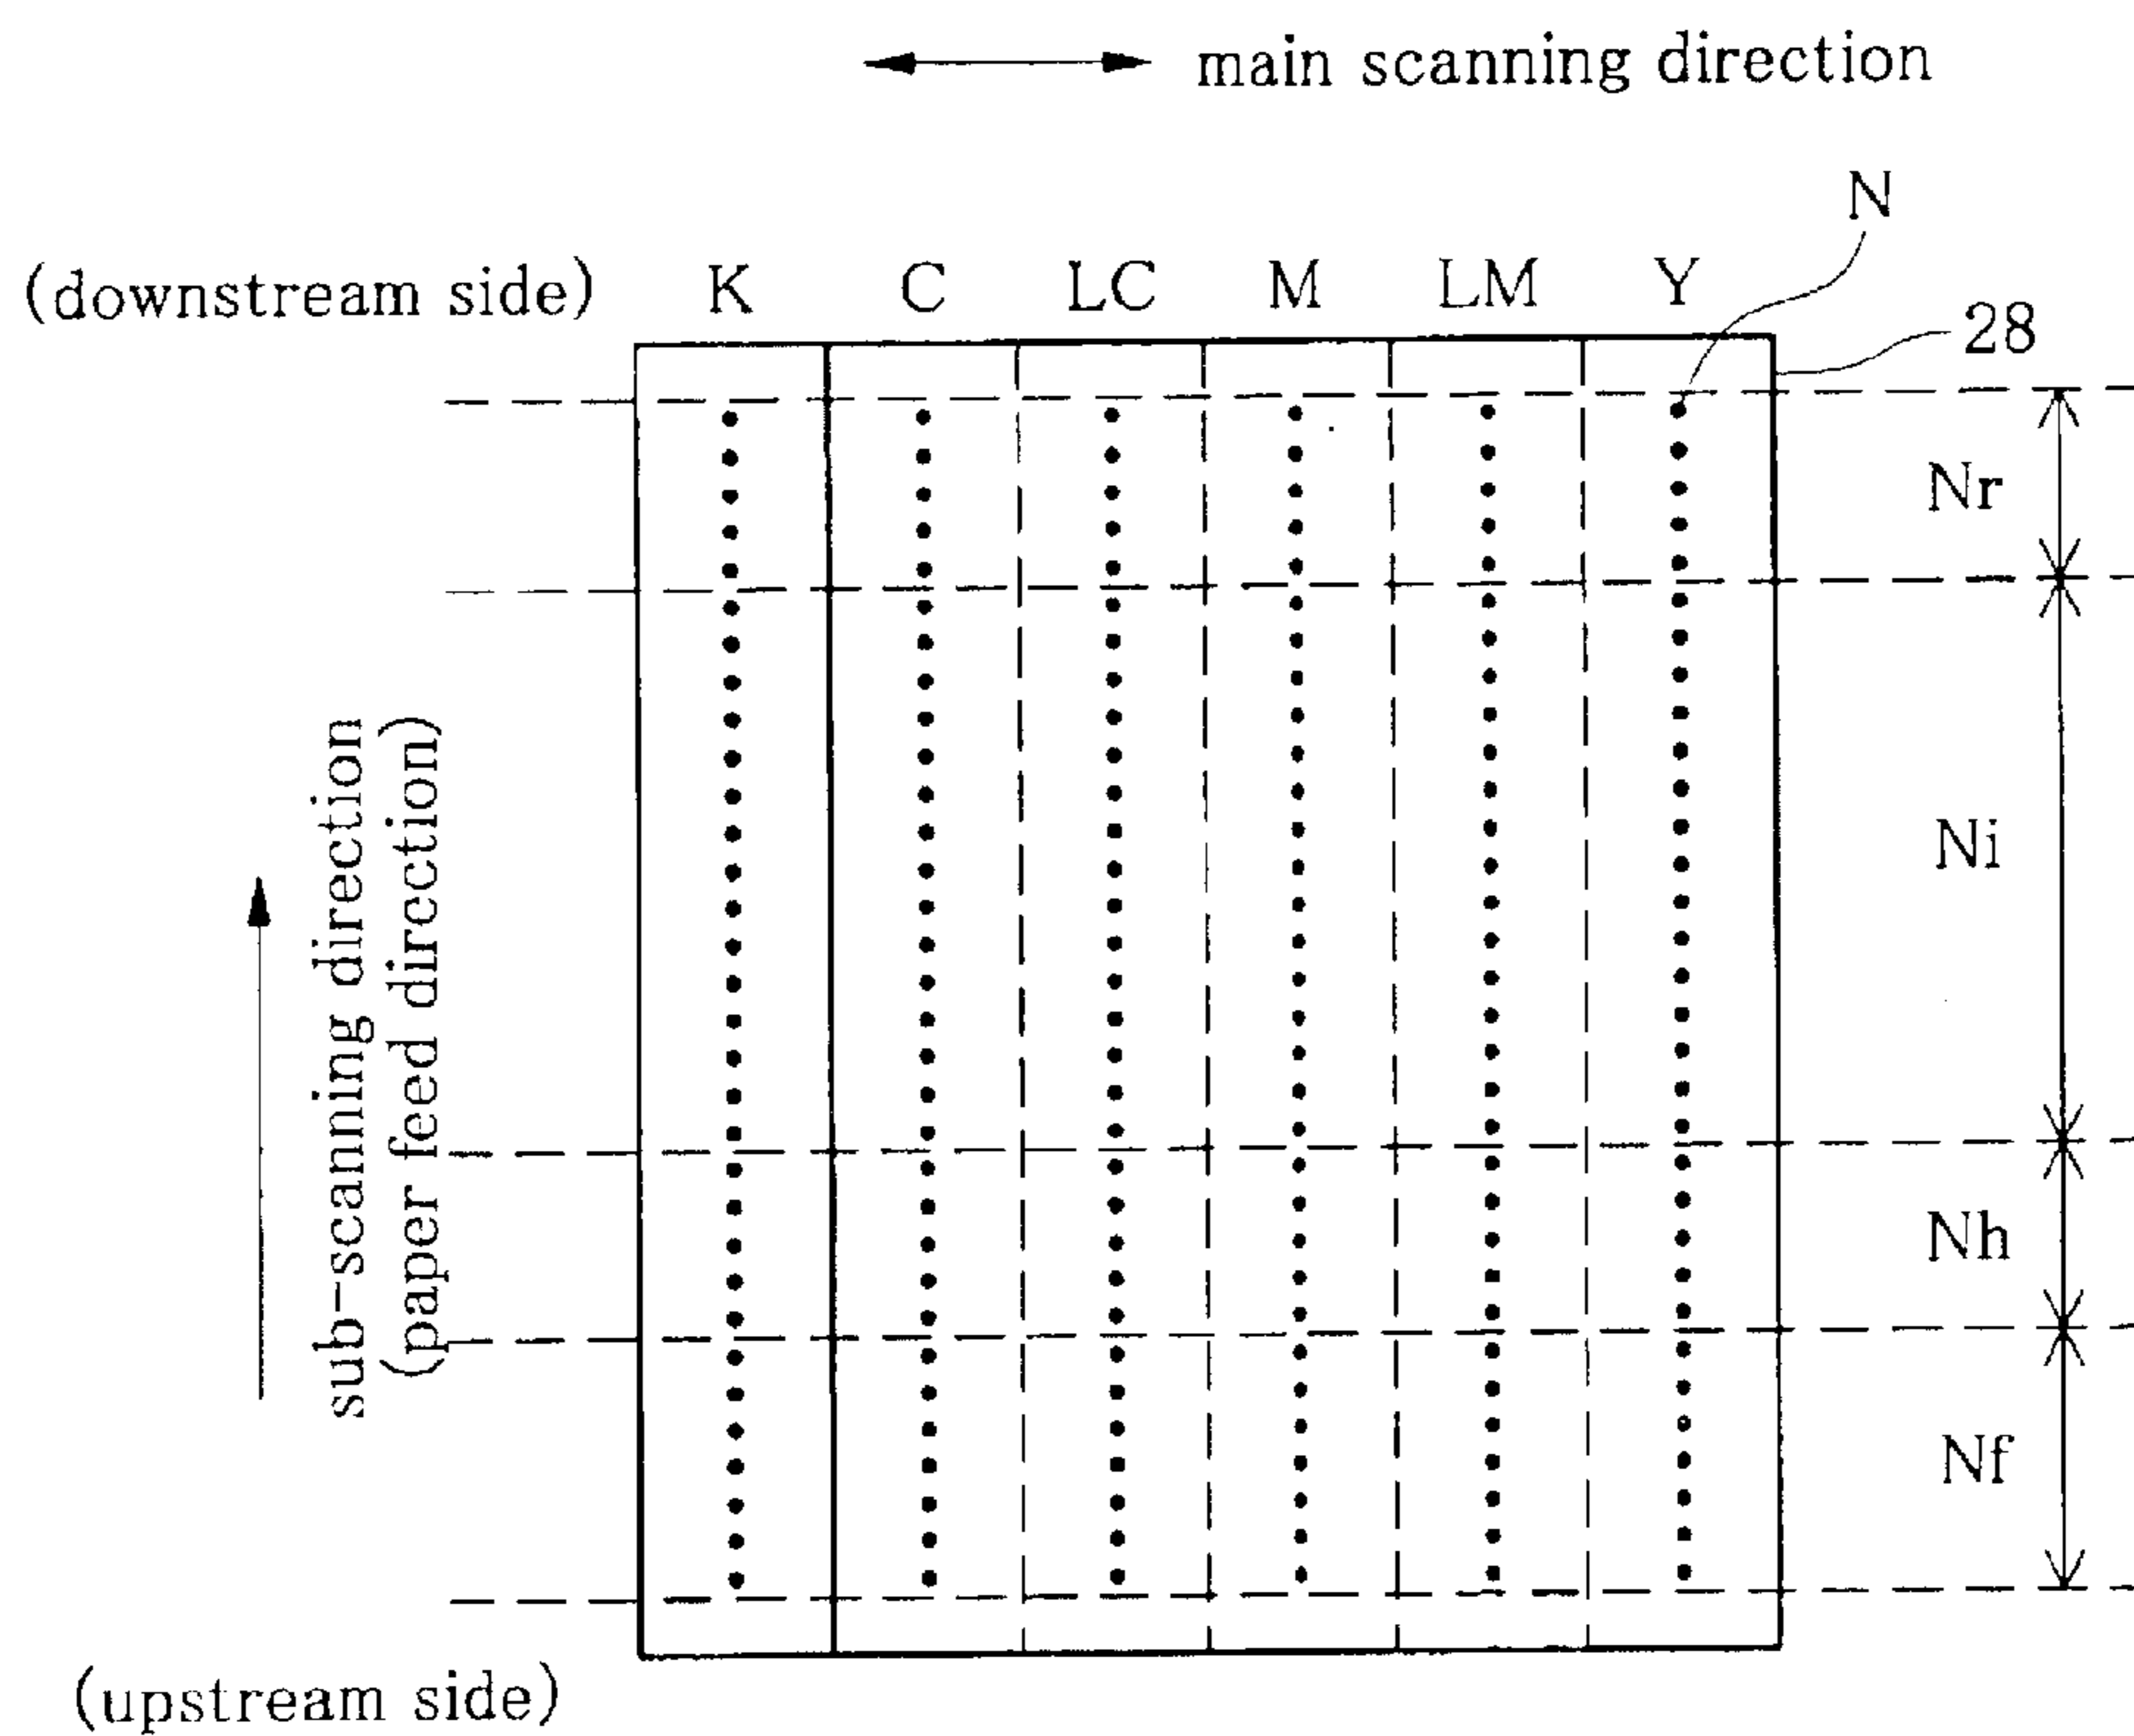 main scanning direction
N
(downstream side) K C LC M LM Y
28
Nr
Ni
sub-scanning direction
(paper feed direction)
Nh
Nf
(upstream side)